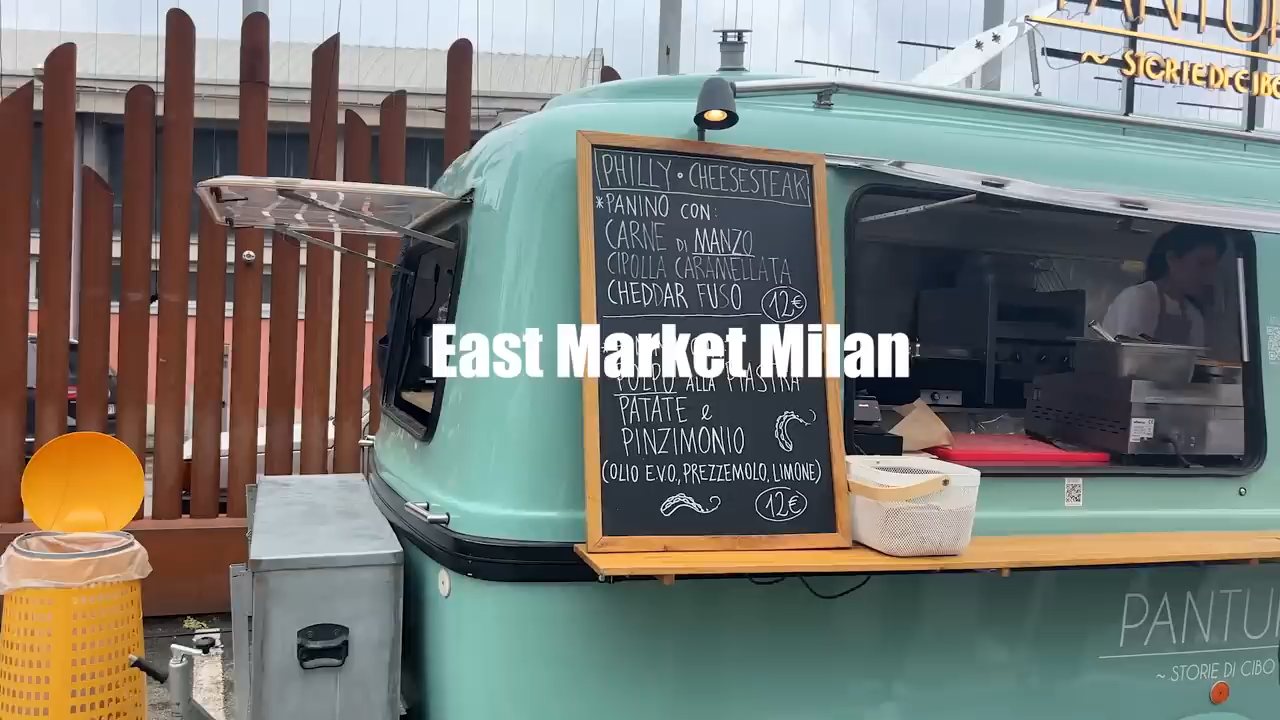 PANTU
~ STORIE DI CIBO
PHILLY • CHEESESTEAK
*PANINO CON:
CARNE DI MANZO
CIPOLLA CARAMELLATA
CHEDDAR FUSO 12€
East Market Milan
POLPO ALLA PIASTRA
PATATE e
PINZIMONIO
(OLIO E.V.O, PREZZEMOLO, LIMONE)
12€
PANTU
~ STORIE DI CIBO